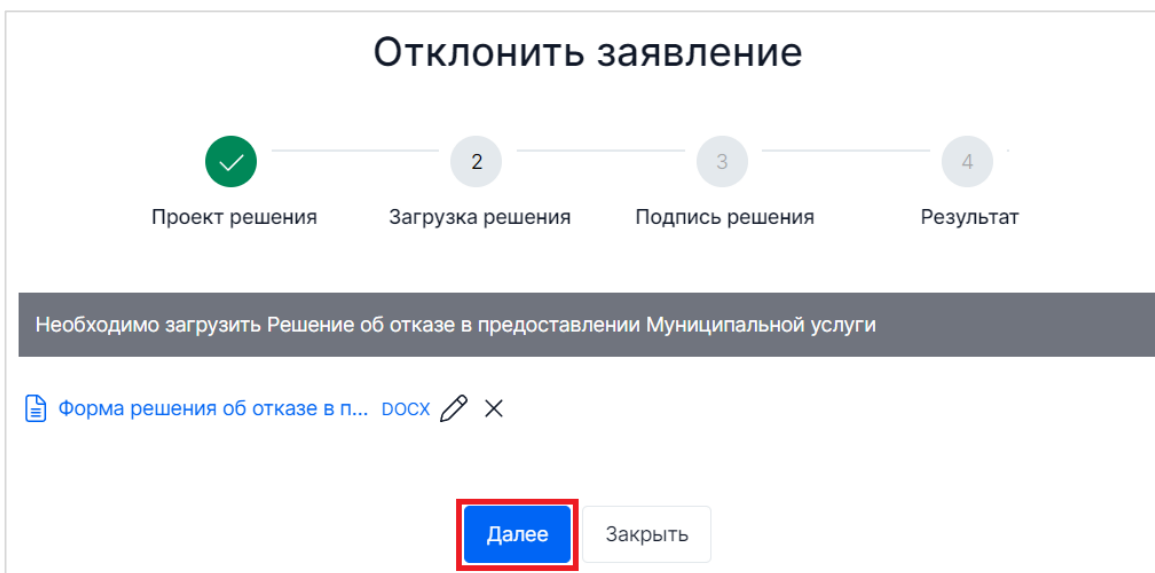 Отклонить заявление
2 3 4
Проект решения Загрузка решения Подпись решения Результат
Необходимо загрузить Решение об отказе в предоставлении Муниципальной услуги
Форма решения об отказе в п... DOCX
Далее Закрыть